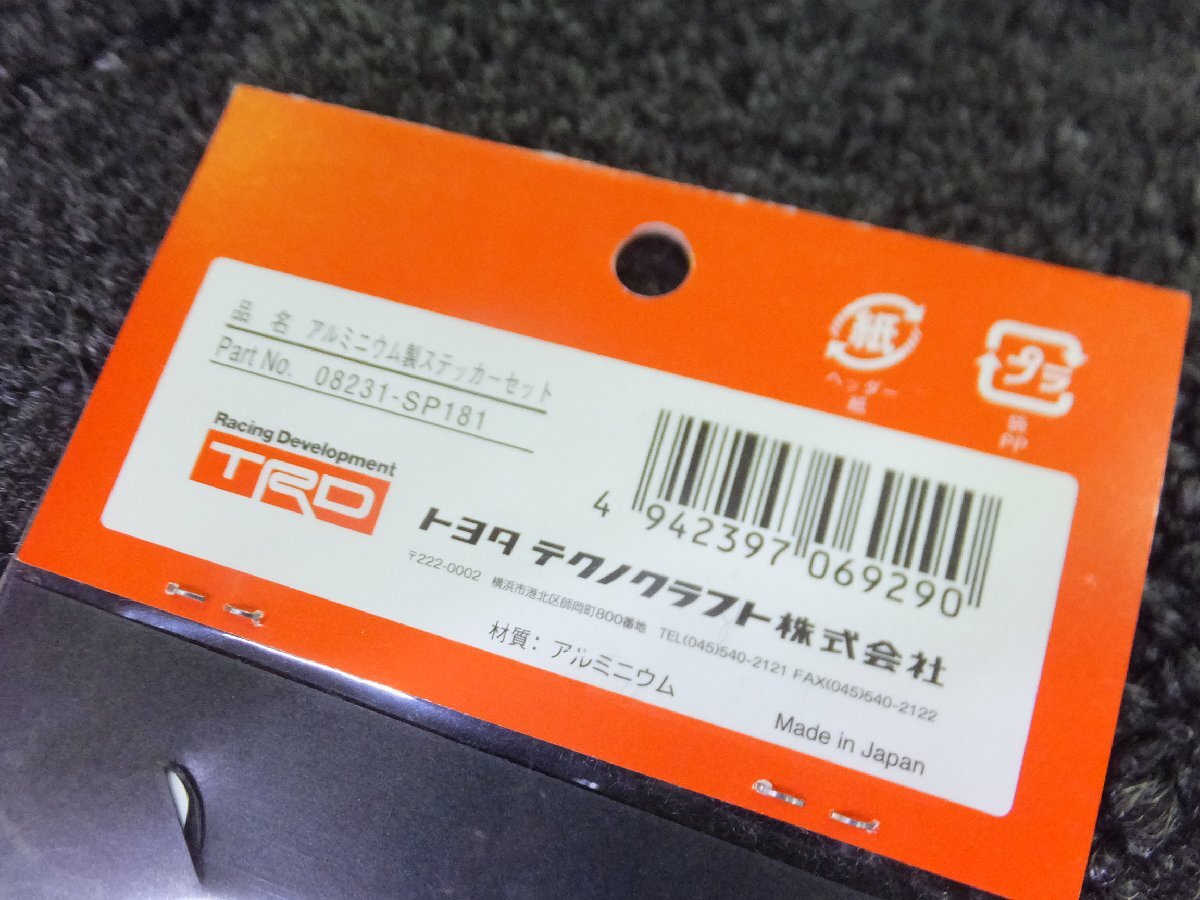 品 名 アルミニウム製ステッカーセット
Part No. 08231-SP181
Racing Development
TRD
4 942397 069290
トヨタ テクノクラフト株式会社
〒222-0002 横浜市港北区師岡町800番地 TEL(045)540-2121 FAX(045)540-2122
材質：アルミニウム
Made in Japan
紙
ヘッダー
紙
プラ
袋
PP